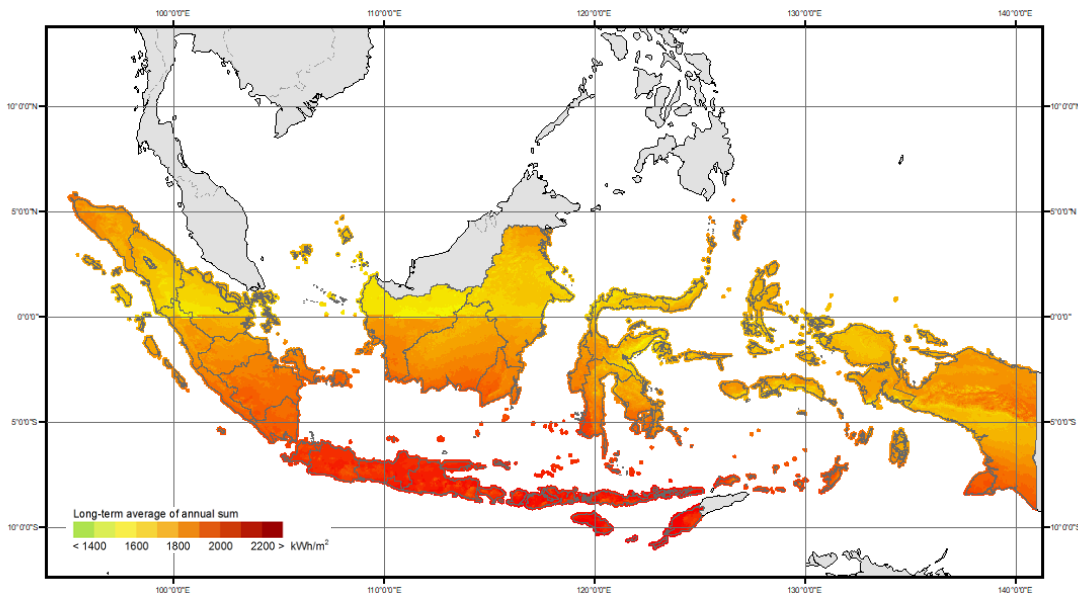 100°0'0"E 110°0'0"E 120°0'0"E 130°0'0"E 140°0'0"E
10°0'0"N 10°0'0"N
5°0'0"N 5°0'0"N
0°0'0" 0°0'0"
5°0'0"S 5°0'0"S
Long-term average of annual sum
10°0'0"S 10°0'0"S
< 1400 1600 1800 2000 2200 > kWh/m²
100°0'0"E 110°0'0"E 120°0'0"E 130°0'0"E 140°0'0"E